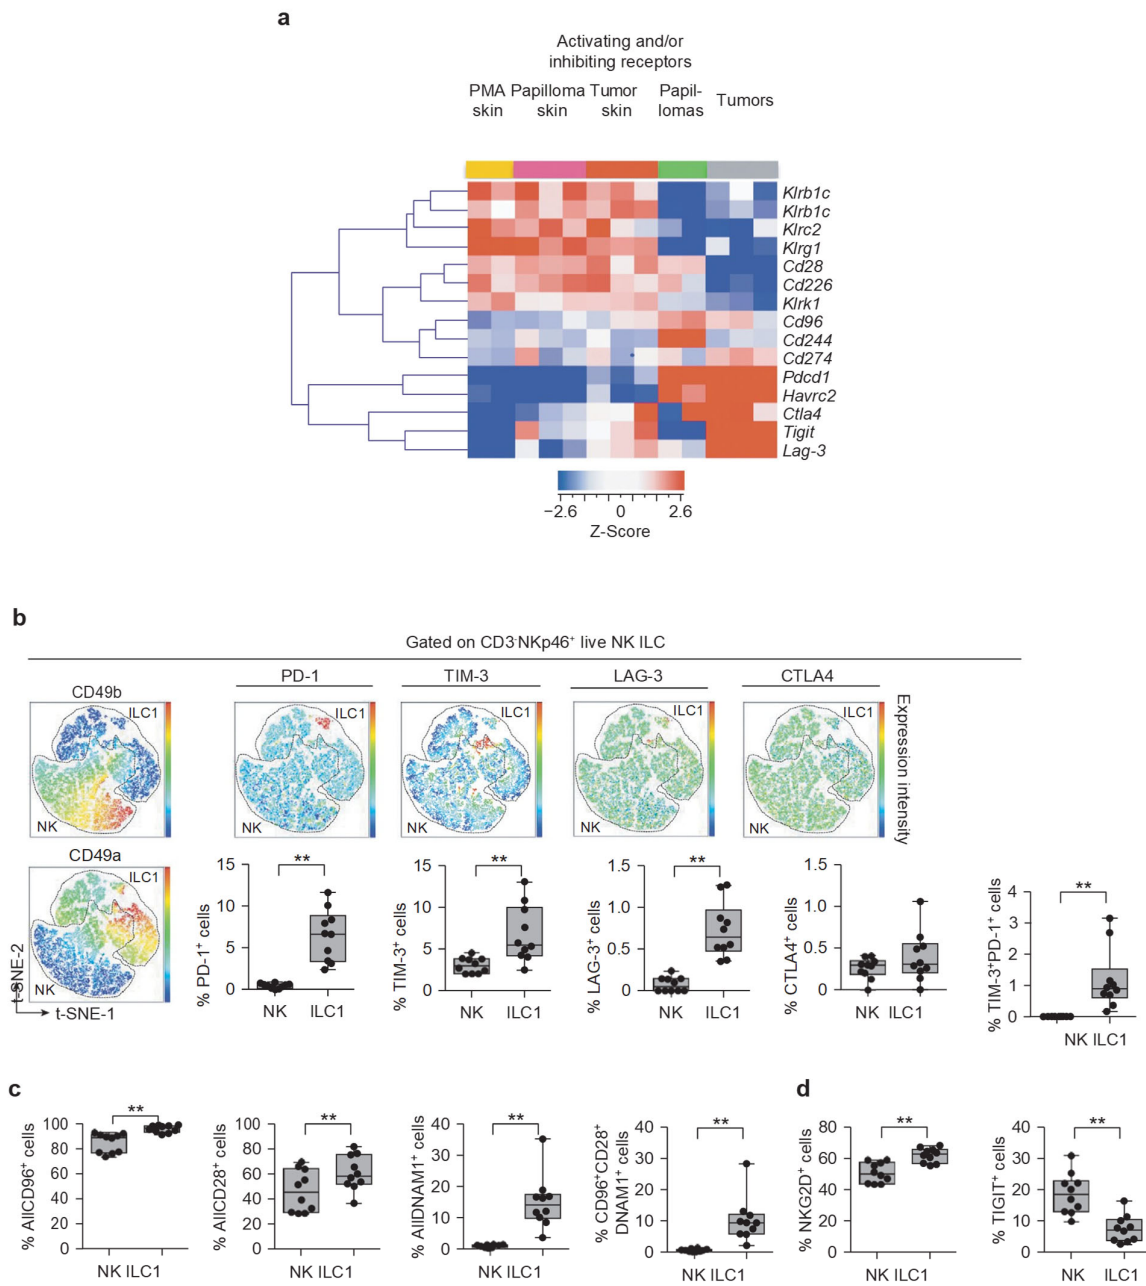 a
Activating and/or
inhibiting receptors
PMA Papilloma Tumor Papil- Tumors
skin skin skin lomas
Klrb1c
Klrb1c
Klrc2
Klrg1
Cd28
Cd226
Klrk1
Cd96
Cd244
Cd274
Pdcd1
Havrc2
Ctla4
Tigit
Lag-3
−2.6 0 2.6
Z-Score
b
Gated on CD3-NKp46+ live NK ILC
CD49b PD-1 TIM-3 LAG-3 CTLA4
ILC1 ILC1 ILC1 ILC1 ILC1
NK NK NK NK NK
Expression intensity
CD49a
ILC1
NK
t-SNE-2
t-SNE-1
% PD-1+ cells
15
10
5
0
NK ILC1
**
% TIM-3+ cells
15
10
5
0
NK ILC1
**
% LAG-3+ cells
1.5
1.0
0.5
0
NK ILC1
**
% CTLA4+ cells
1.5
1.0
0.5
0
NK ILC1
% TIM-3+PD-1+ cells
4
3
2
1
0
NK ILC1
**
c
% AllCD96+ cells
100
80
60
40
20
0
NK ILC1
**
% AllCD28+ cells
100
80
60
40
20
0
NK ILC1
**
% AllDNAM1+ cells
40
30
20
10
0
NK ILC1
**
% CD96+CD28+
DNAM1+ cells
40
30
20
10
0
NK ILC1
**
d
% NKG2D+ cells
80
60
40
20
0
NK ILC1
**
% TIGIT+ cells
40
30
20
10
0
NK ILC1
**